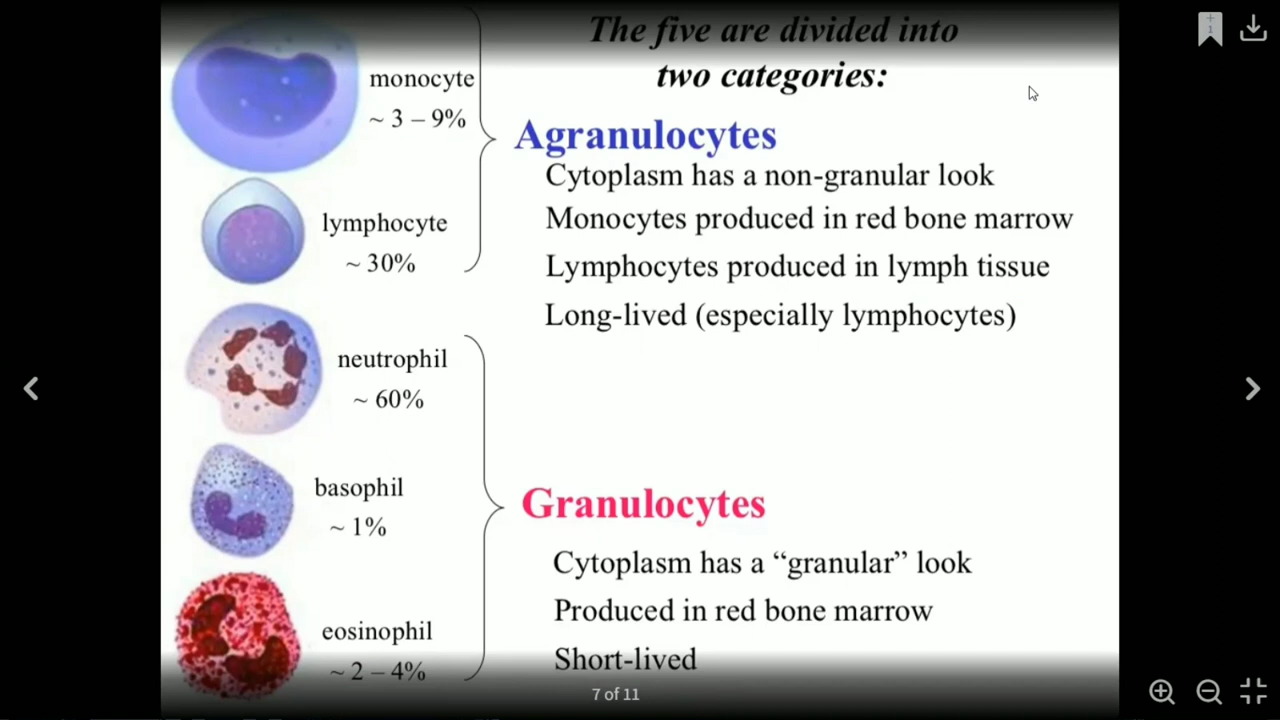 The five are divided into
two categories:
monocyte
~ 3 – 9%
Agranulocytes
Cytoplasm has a non-granular look
Monocytes produced in red bone marrow
Lymphocytes produced in lymph tissue
Long-lived (especially lymphocytes)
lymphocyte
~ 30%
neutrophil
~ 60%
basophil
~ 1%
Granulocytes
Cytoplasm has a “granular” look
Produced in red bone marrow
Short-lived
eosinophil
~ 2 – 4%
7 of 11
1